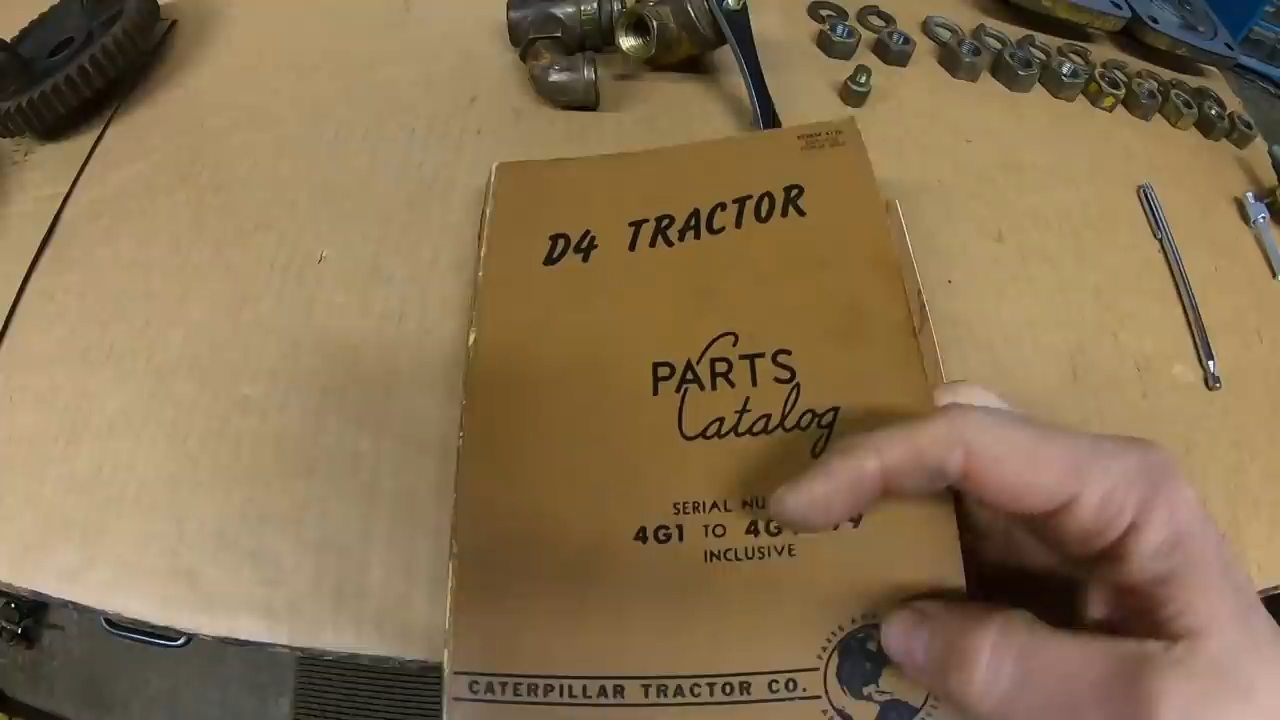 D4 TRACTOR
PARTS
Catalog
SERIAL
4G1 TO
INCLUSIVE
CATERPILLAR TRACTOR CO.